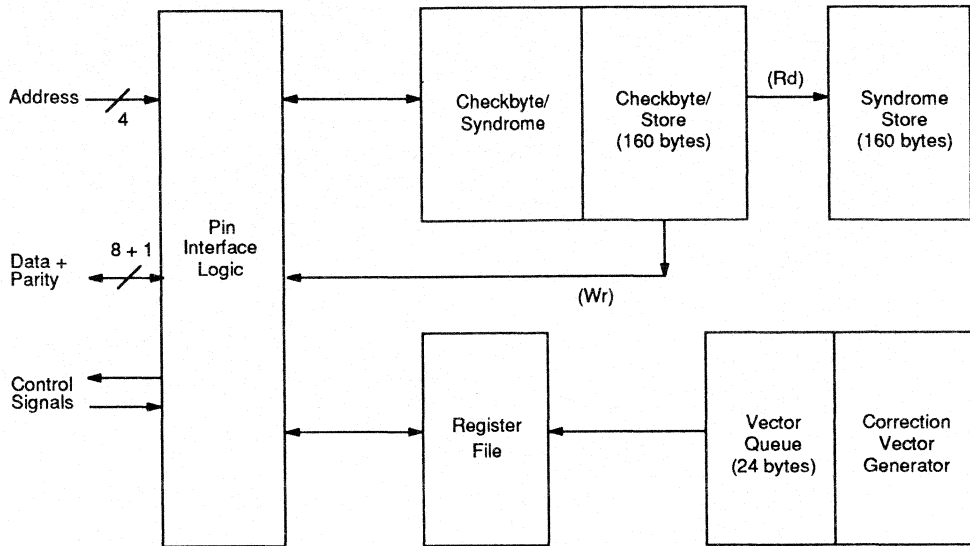 Address
4
Data +
Parity
8 + 1
Control
Signals
Pin
Interface
Logic
Checkbyte/
Syndrome
Checkbyte/
Store
(160 bytes)
(Rd)
Syndrome
Store
(160 bytes)
(Wr)
Register
File
Vector
Queue
(24 bytes)
Correction
Vector
Generator